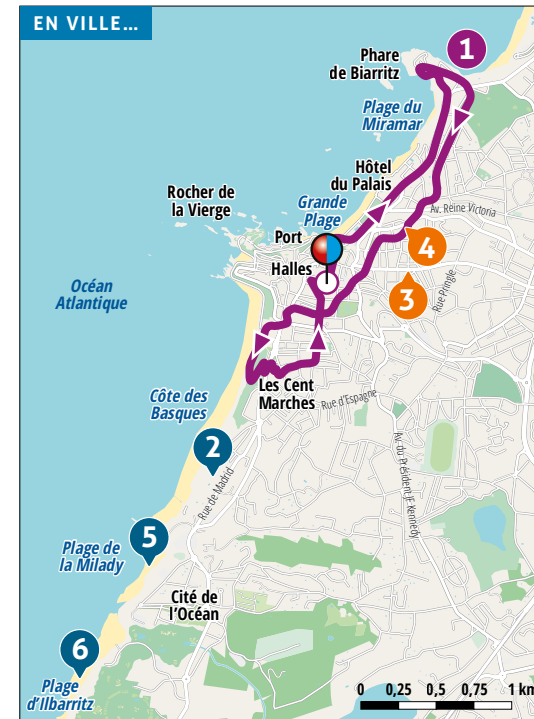 EN VILLE...
1
Phare
de Biarritz
Plage du
Miramar
Hôtel
du Palais
Rocher de
la Vierge
Grande
Plage
Av. Reine Victoria
Port
4
Halles
Océan
Atlantique
3
Rue Pringle
Les Cent
Marches
Rue d'Espagne
Côte des
Basques
2
Rue de Madrid
Av. du Président JF Kennedy
5
Plage de
la Milady
Cité de
l'Océan
6
Plage
d'Ilbarritz
0 0,25 0,5 0,75 1 km